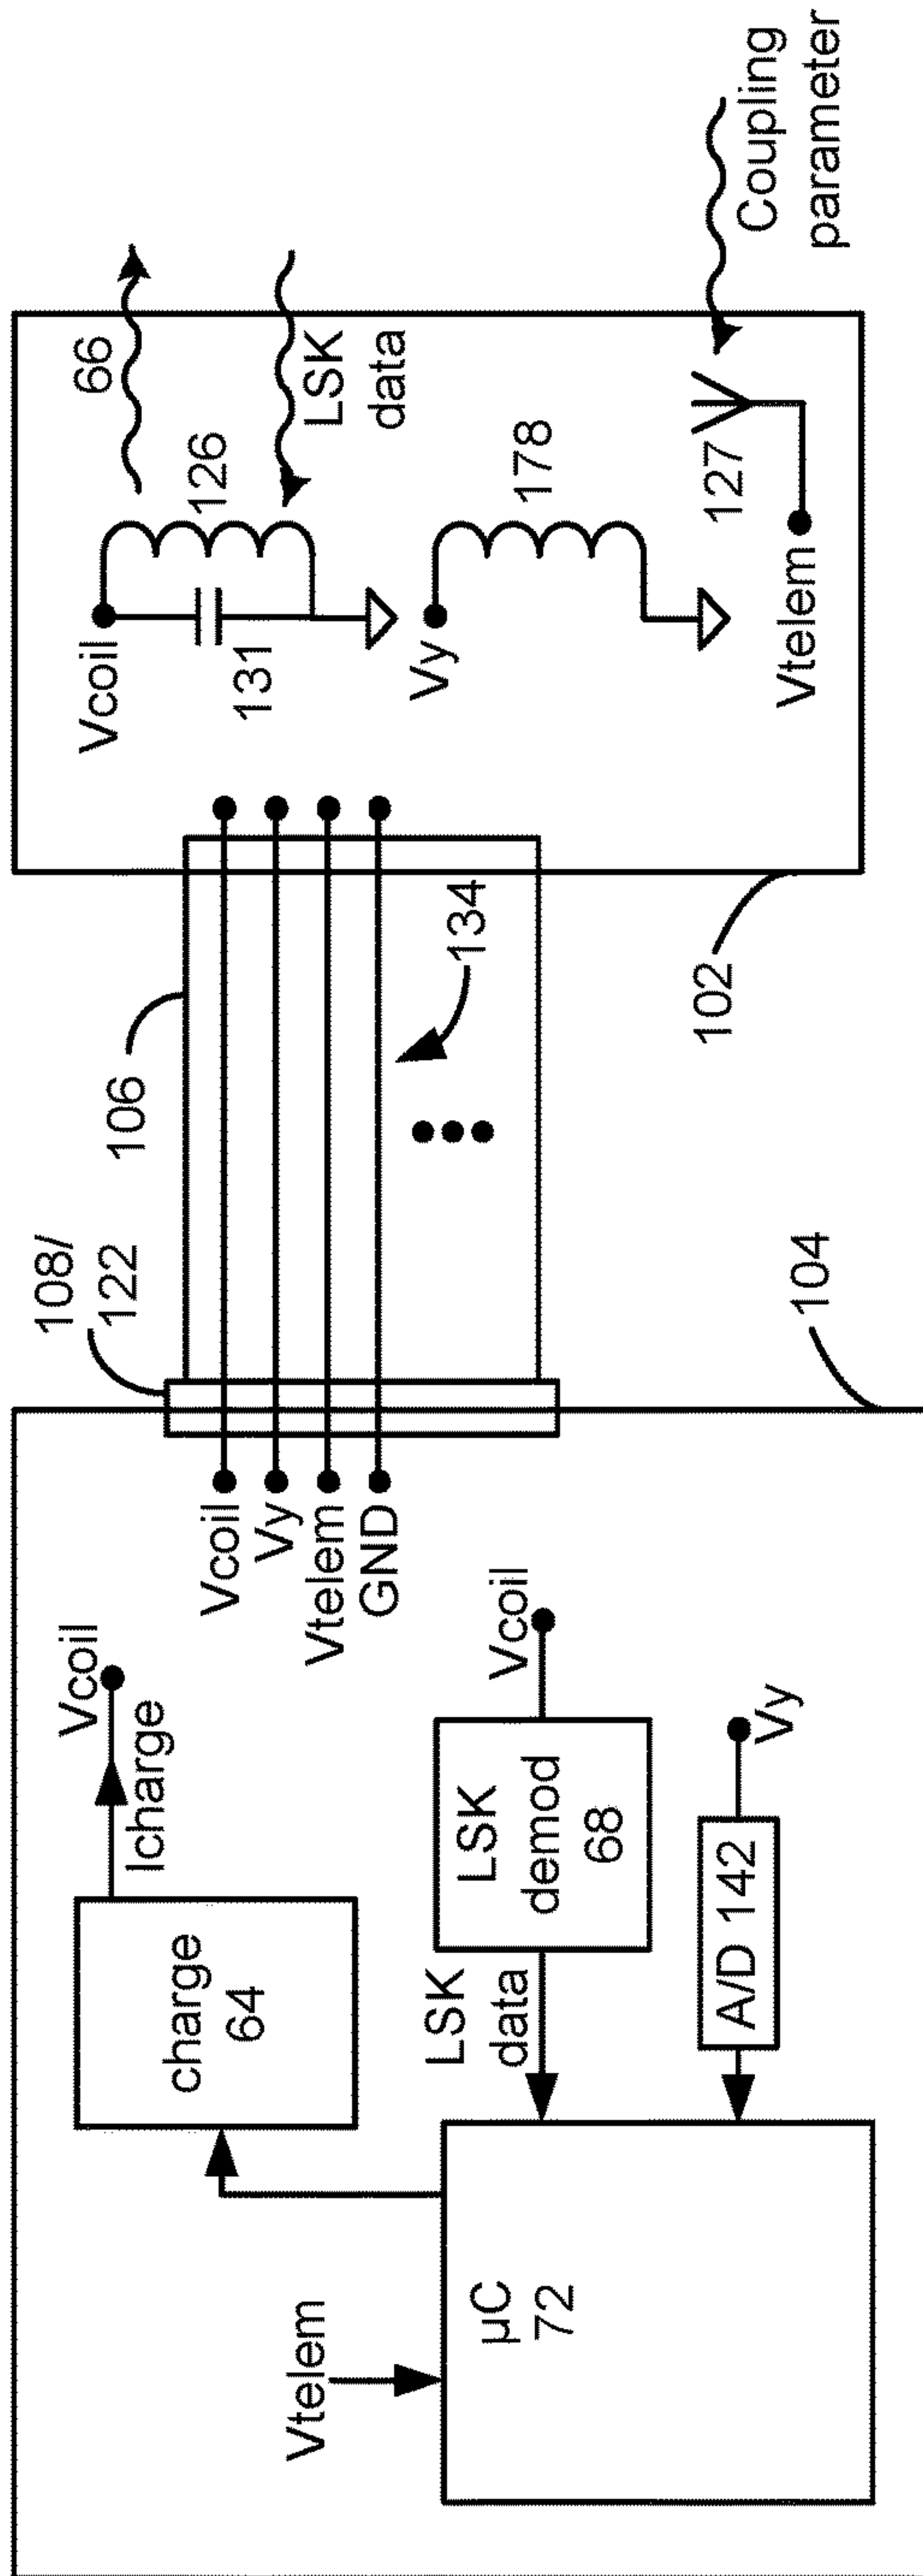 Vtelem
µC
72
charge
64
Icharge
Vcoil
LSK
data
LSK
demod
68
Vcoil
A/D 142
Vy
104
Vcoil
Vy
Vtelem
GND
108/
122
106
134
102
Vcoil
131
126
66
LSK
data
Vy
178
Vtelem
127
Coupling
parameter